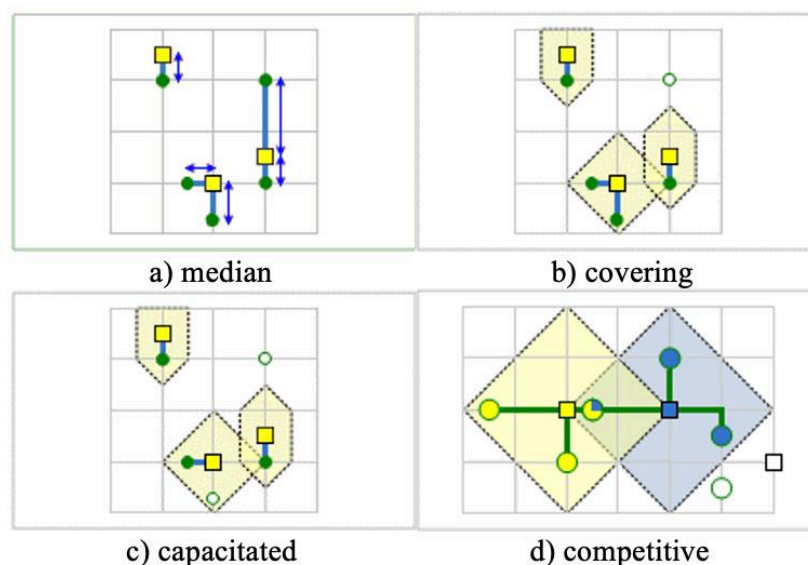 a) median
b) covering
c) capacitated
d) competitive